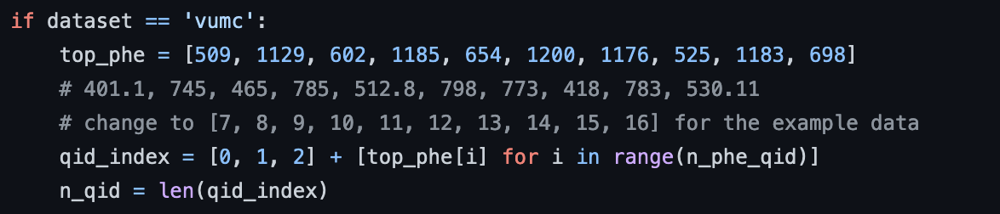 if dataset == 'vumc':
    top_phe = [509, 1129, 602, 1185, 654, 1200, 1176, 525, 1183, 698]
    # 401.1, 745, 465, 785, 512.8, 798, 773, 418, 783, 530.11
    # change to [7, 8, 9, 10, 11, 12, 13, 14, 15, 16] for the example data
    qid_index = [0, 1, 2] + [top_phe[i] for i in range(n_phe_qid)]
    n_qid = len(qid_index)